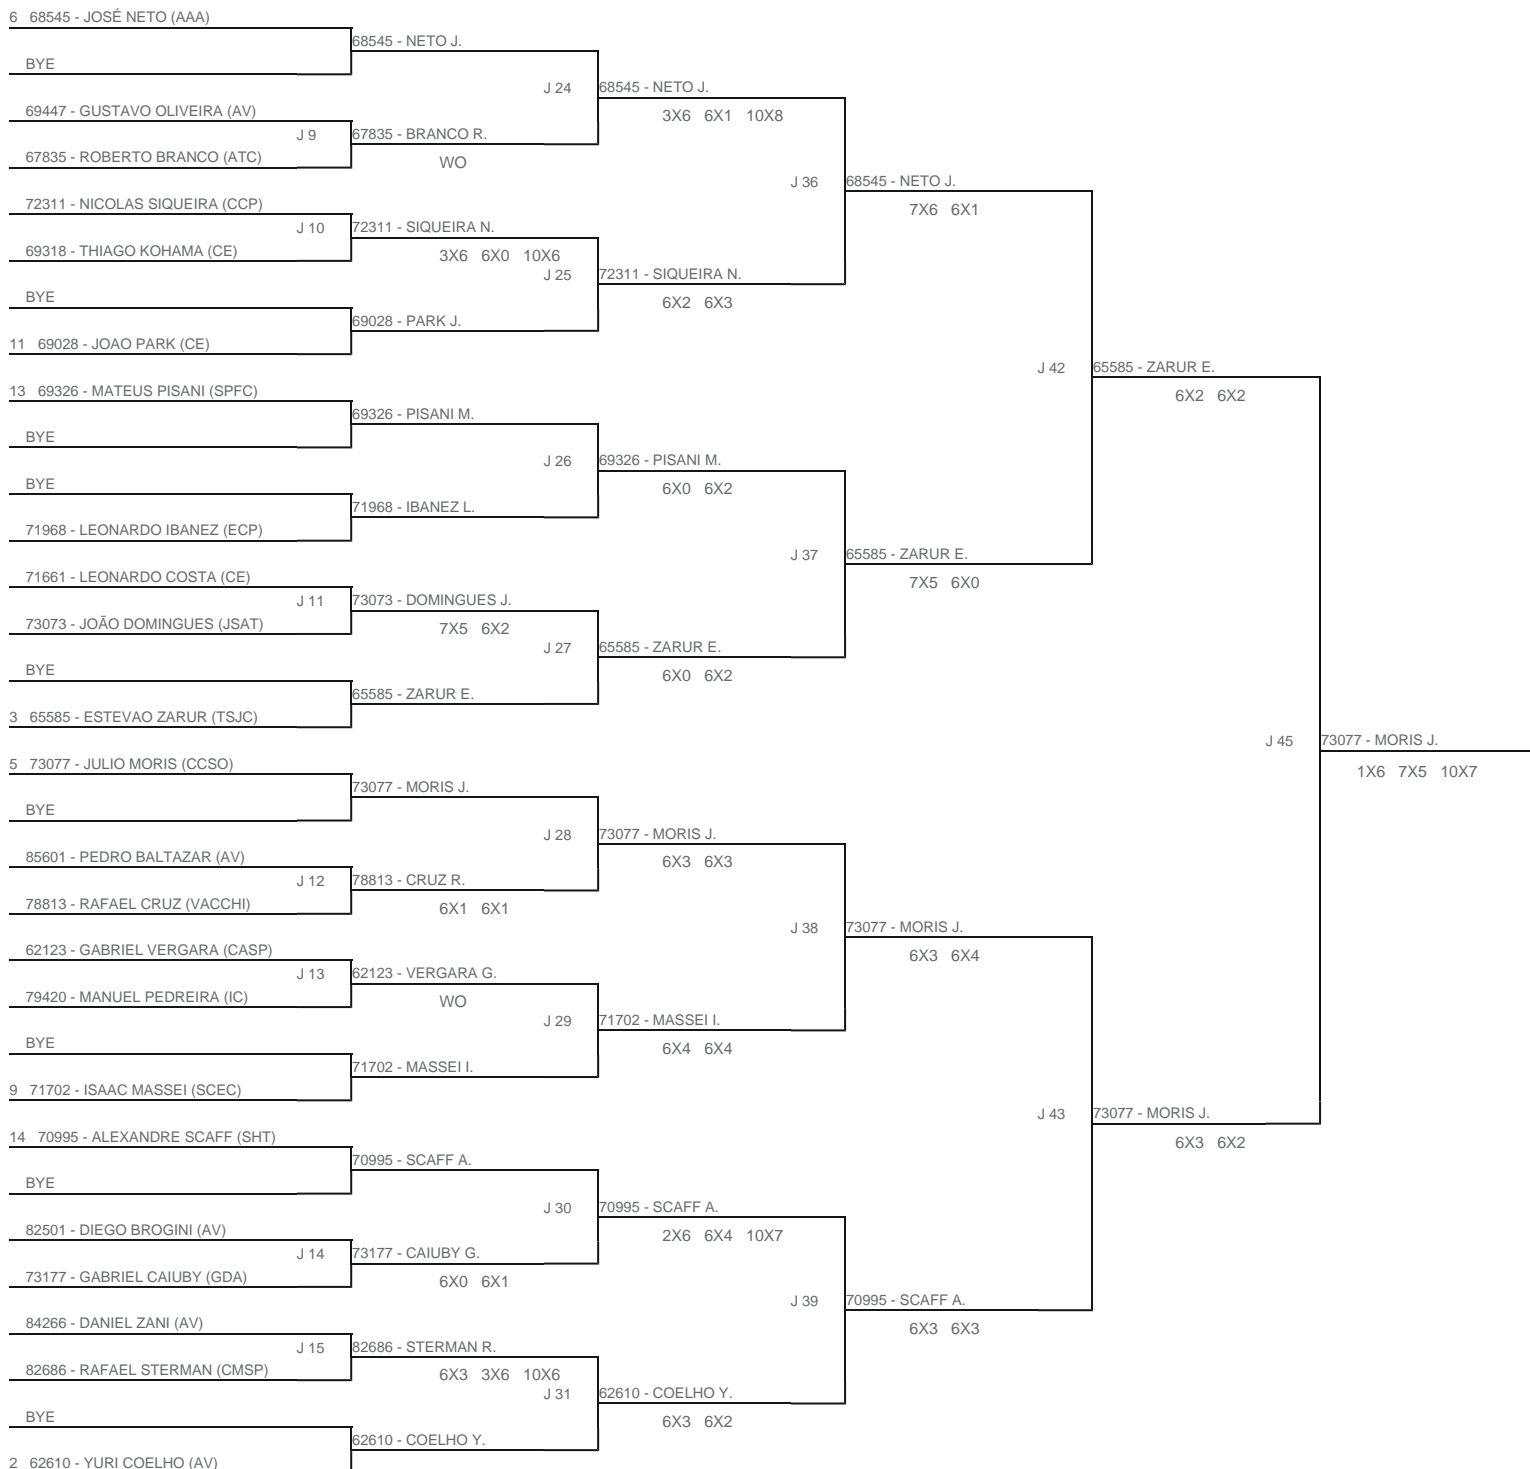 6 68545 - JOSÉ NETO (AAA)
68545 - NETO J.
BYE
J 24
68545 - NETO J.
69447 - GUSTAVO OLIVEIRA (AV)
3X6 6X1 10X8
J 9
67835 - BRANCO R.
67835 - ROBERTO BRANCO (ATC)
WO
J 36
68545 - NETO J.
72311 - NICOLAS SIQUEIRA (CCP)
7X6 6X1
J 10
72311 - SIQUEIRA N.
69318 - THIAGO KOHAMA (CE)
3X6 6X0 10X6
J 25
72311 - SIQUEIRA N.
BYE
6X2 6X3
69028 - PARK J.
11 69028 - JOAO PARK (CE)
J 42
65585 - ZARUR E.
13 69326 - MATEUS PISANI (SPFC)
6X2 6X2
69326 - PISANI M.
BYE
J 26
69326 - PISANI M.
BYE
6X0 6X2
71968 - IBANEZ L.
71968 - LEONARDO IBANEZ (ECP)
J 37
65585 - ZARUR E.
71661 - LEONARDO COSTA (CE)
7X5 6X0
J 11
73073 - DOMINGUES J.
73073 - JOÃO DOMINGUES (JSAT)
7X5 6X2
J 27
65585 - ZARUR E.
BYE
6X0 6X2
65585 - ZARUR E.
3 65585 - ESTEVAO ZARUR (TSJC)
J 45
73077 - MORIS J.
5 73077 - JULIO MORIS (CCSO)
1X6 7X5 10X7
73077 - MORIS J.
BYE
J 28
73077 - MORIS J.
85601 - PEDRO BALTAZAR (AV)
6X3 6X3
J 12
78813 - CRUZ R.
78813 - RAFAEL CRUZ (VACCHI)
6X1 6X1
J 38
73077 - MORIS J.
62123 - GABRIEL VERGARA (CASP)
6X3 6X4
J 13
62123 - VERGARA G.
79420 - MANUEL PEDREIRA (IC)
WO
J 29
71702 - MASSEI I.
BYE
6X4 6X4
71702 - MASSEI I.
9 71702 - ISAAC MASSEI (SCEC)
J 43
73077 - MORIS J.
14 70995 - ALEXANDRE SCAFF (SHT)
6X3 6X2
70995 - SCAFF A.
BYE
J 30
70995 - SCAFF A.
82501 - DIEGO BROGINI (AV)
2X6 6X4 10X7
J 14
73177 - CAIUBY G.
73177 - GABRIEL CAIUBY (GDA)
6X0 6X1
J 39
70995 - SCAFF A.
84266 - DANIEL ZANI (AV)
6X3 6X3
J 15
82686 - STERMAN R.
82686 - RAFAEL STERMAN (CMSP)
6X3 3X6 10X6
J 31
62610 - COELHO Y.
BYE
6X3 6X2
62610 - COELHO Y.
2 62610 - YURI COELHO (AV)